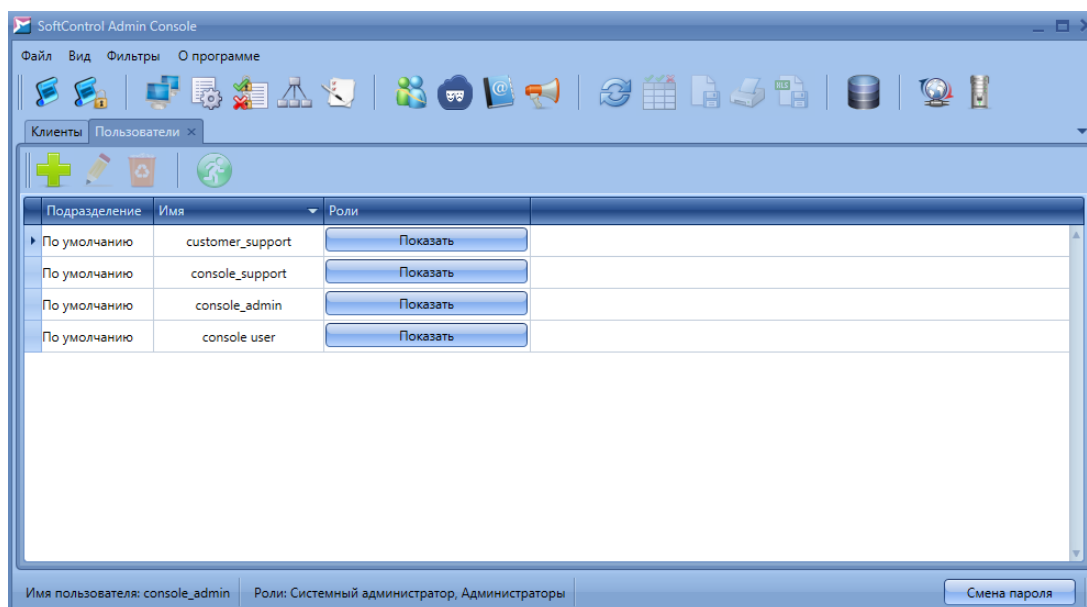 SoftControl Admin Console
Файл Вид Фильтры О программе
Клиенты Пользователи
Подразделение Имя Роли
По умолчанию customer_support Показать
По умолчанию console_support Показать
По умолчанию console_admin Показать
По умолчанию console user Показать
Имя пользователя: console_admin Роли: Системный администратор, Администраторы Смена пароля